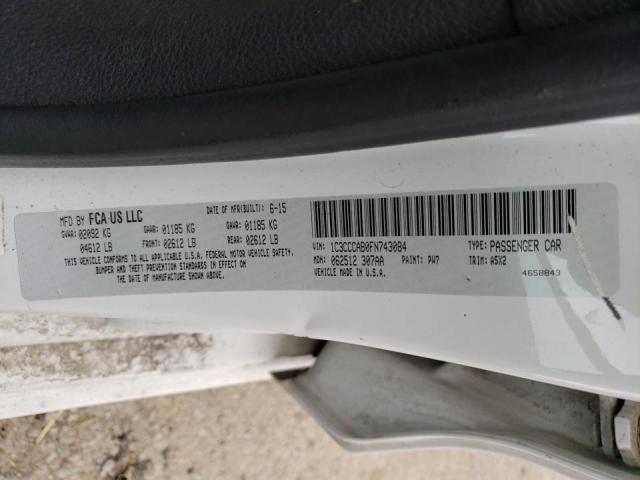 MFD BY FCA US LLC DATE OF MFR(BUILT): 6-15
GVWR: 02092 KG GAWR: 01185 KG GAWR: 01185 KG
04612 LB FRONT: 02612 LB REAR: 02612 LB
THIS VEHICLE CONFORMS TO ALL APPLICABLE U.S.A. FEDERAL MOTOR VEHICLE SAFETY,
BUMPER AND THEFT PREVENTION STANDARDS IN EFFECT ON
THE DATE OF MANUFACTURE SHOWN ABOVE.
VIN: 1C3CCCAB0FN743084 TYPE: PASSENGER CAR
MDH: 062512 307AA PAINT: PW7 TRIM: A5X2
MADE IN U.S.A. 4658843